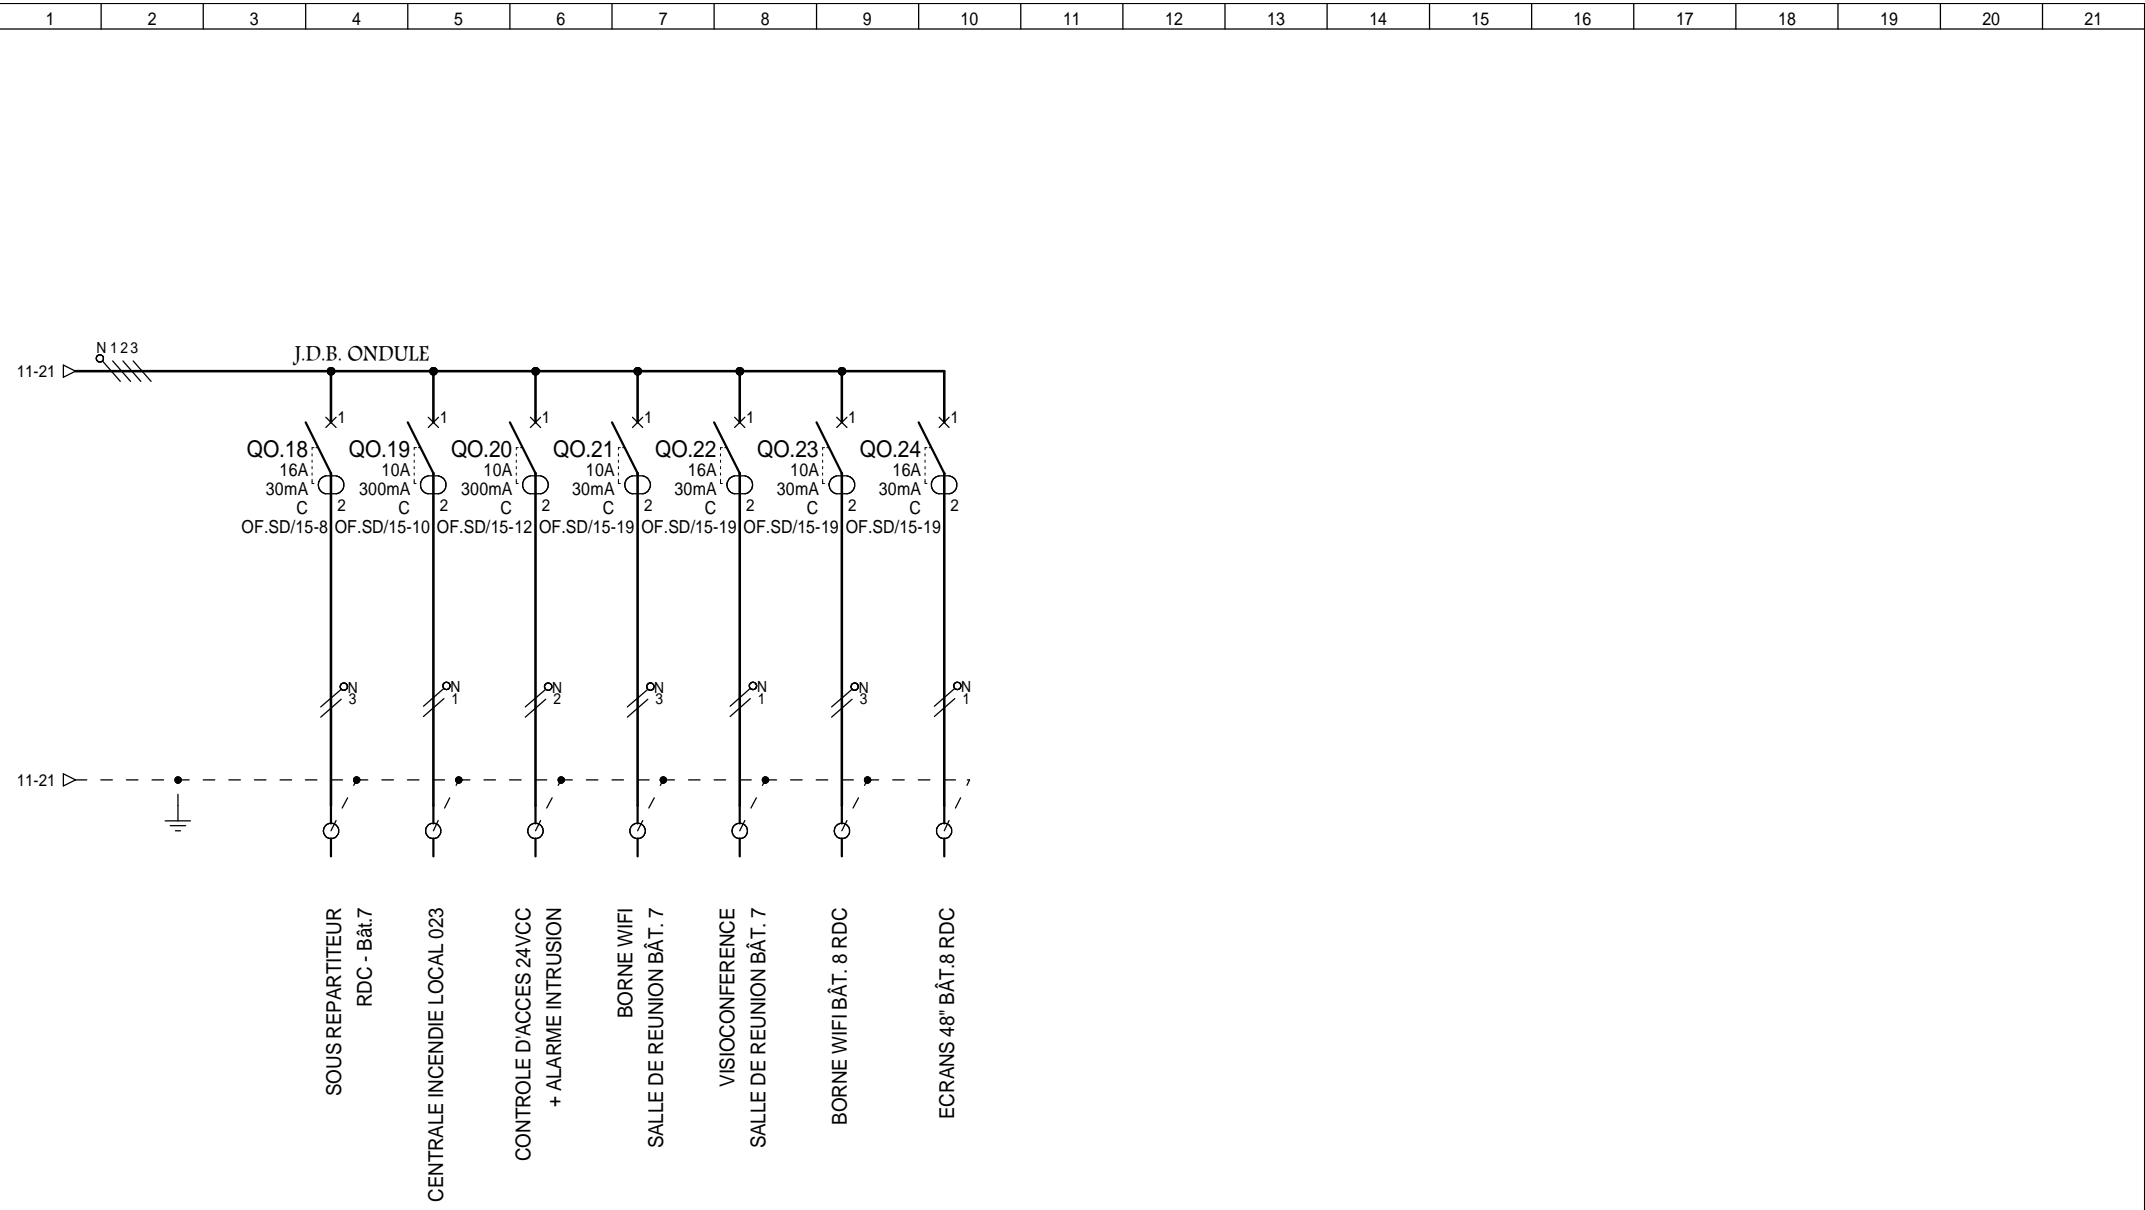 1 2 3 4 5 6 7 8 9 10 11 12 13 14 15 16 17 18 19 20 21
N 1 2 3
J.D.B. ONDULE
11-21
1 1 1 1 1 1 1
QO.18 QO.19 QO.20 QO.21 QO.22 QO.23 QO.24
16A 10A 10A 10A 16A 10A 16A
30mA 300mA 300mA 30mA 30mA 30mA 30mA
C 2 C 2 C 2 C 2 C 2 C 2 C 2
OF.SD/15-8 OF.SD/15-10 OF.SD/15-12 OF.SD/15-19 OF.SD/15-19 OF.SD/15-19 OF.SD/15-19
N N N N N N N
3 1 2 3 1 3 1
11-21
SOUS REPARTITEUR
RDC - Bât.7
CENTRALE INCENDIE LOCAL 023
CONTROLE D'ACCES 24VCC
+ ALARME INTRUSION
BORNE WIFI
SALLE DE REUNION BÂT. 7
VISIOCONFERENCE
SALLE DE REUNION BÂT. 7
BORNE WIFI BÂT. 8 RDC
ECRANS 48" BÂT.8 RDC